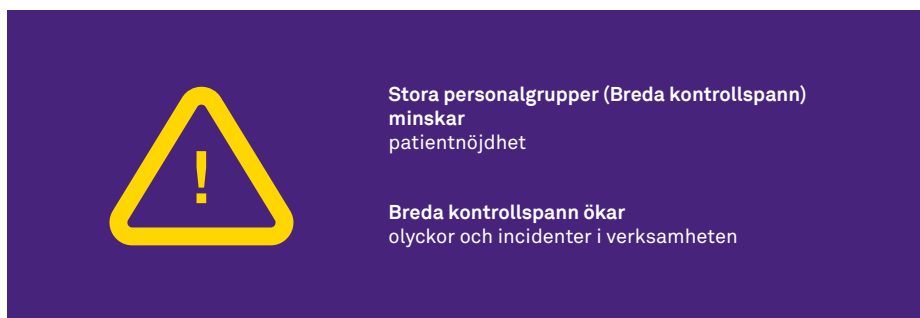 !
Stora personalgrupper (Breda kontrollspann)
minskar
patientnöjdhet
Breda kontrollspann ökar
olyckor och incidenter i verksamheten